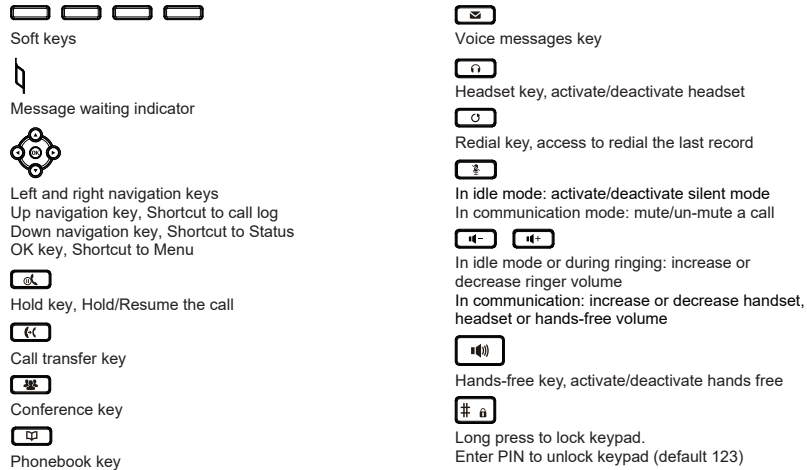 Soft keys
Message waiting indicator
OK
Left and right navigation keys
Up navigation key, Shortcut to call log
Down navigation key, Shortcut to Status
OK key, Shortcut to Menu
Hold key, Hold/Resume the call
Call transfer key
Conference key
Phonebook key
Voice messages key
Headset key, activate/deactivate headset
Redial key, access to redial the last record
In idle mode: activate/deactivate silent mode
In communication mode: mute/un-mute a call
- +
In idle mode or during ringing: increase or
decrease ringer volume
In communication: increase or decrease handset,
headset or hands-free volume
Hands-free key, activate/deactivate hands free
#
Long press to lock keypad.
Enter PIN to unlock keypad (default 123)